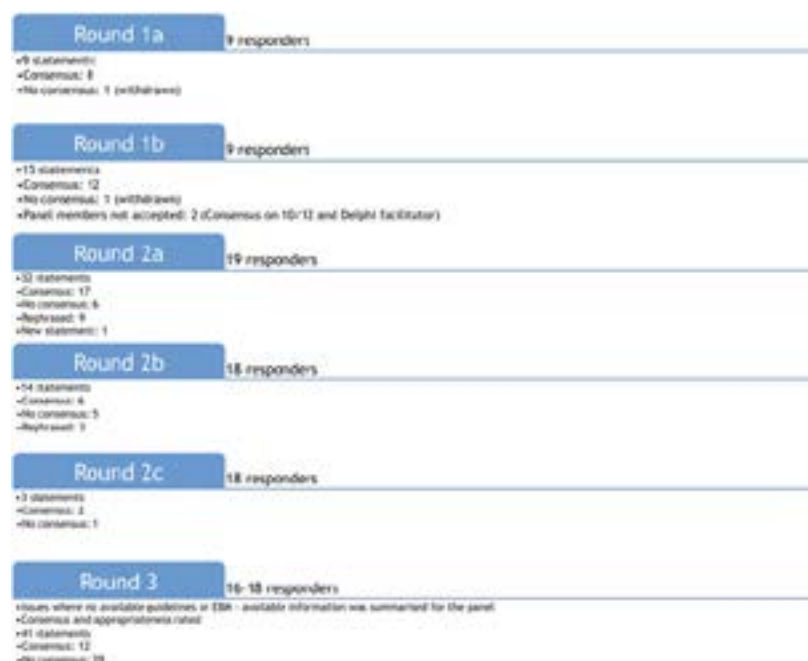 Round 1a
9 responders
•9 statements
•Consensus: 8
•No consensus: 1 (withdrawn)
Round 1b
9 responders
•15 statements
•Consensus: 12
•No consensus: 1 (withdrawn)
•Panel members not accepted: 2 (Consensus on 10/12 and Delphi facilitator)
Round 2a
19 responders
•32 statements
•Consensus: 17
•No consensus: 6
•Rephrased: 9
•New statement: 1
Round 2b
18 responders
•14 statements
•Consensus: 6
•No consensus: 5
•Rephrased: 3
Round 2c
18 responders
•3 statements
•Consensus: 2
•No consensus: 1
Round 3
16-18 responders
•Issues where no available guidelines or EBM - available information was summarised for the panel
•Consensus and appropriateness rated
•41 statements
•Consensus: 12
•No consensus: 29